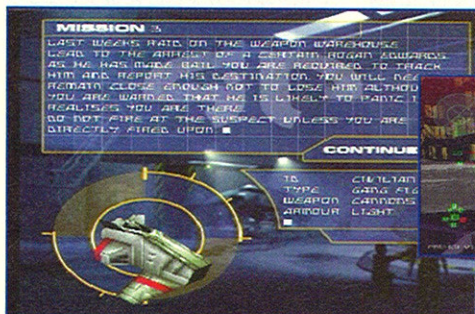 MISSION 3
LAST WEEKS RAID ON THE WEAPON WAREHOUSE
LEAD TO THE ARREST OF A CERTAIN ROGAN EDWARDS.
AS HE HAS MADE BAIL YOU ARE REQUIRED TO TRACK
HIM AND REPORT HIS DESTINATION. YOU WILL NEE
REMAIN CLOSE ENOUGH NOT TO LOSE HIM ALTHOU
YOU ARE WARNED THAT HE IS LIKELY TO PANIC I
REALISES YOU ARE THERE.
DO NOT FIRE AT THE SUSPECT UNLESS YOU ARE
DIRECTLY FIRED UPON.
CONTINUE
ID CIVILIAN
TYPE GANG FIG
WEAPON CANNONS
ARMOUR LIGHT